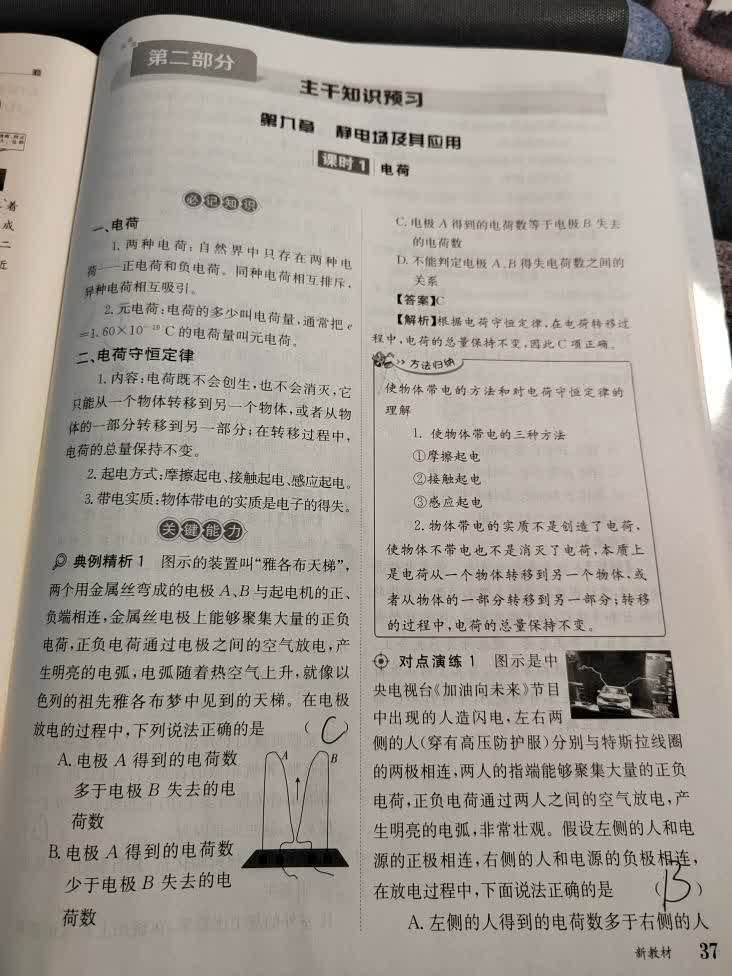 第二部分
主干知识预习
第九章 静电场及其应用
课时1 电荷
必记知识
一、电荷
1.两种电荷:自然界中只存在两种电
荷——正电荷和负电荷。同种电荷相互排斥,
异种电荷相互吸引。
2.元电荷:电荷的多少叫电荷量,通常把e
=1.60×10⁻¹⁹ C的电荷量叫元电荷。
二、电荷守恒定律
1.内容:电荷既不会创生,也不会消灭,它
只能从一个物体转移到另一个物体,或者从物
体的一部分转移到另一部分;在转移过程中,
电荷的总量保持不变。
2.起电方式:摩擦起电、接触起电、感应起电。
3.带电实质:物体带电的实质是电子的得失。
关键能力
典例精析1 图示的装置叫“雅各布天梯”,
两个用金属丝弯成的电极A、B与起电机的正、
负端相连,金属丝电极上能够聚集大量的正负
电荷,正负电荷通过电极之间的空气放电,产
生明亮的电弧,电弧随着热空气上升,就像以
色列的祖先雅各布梦中见到的天梯。在电极
放电的过程中,下列说法正确的是 (C)
A.电极A得到的电荷数
多于电极B失去的电
荷数
B.电极A得到的电荷数
少于电极B失去的电
荷数
A B
C.电极A得到的电荷数等于电极B失去
的电荷数
D.不能判定电极A、B得失电荷数之间的
关系
【答案】C
【解析】根据电荷守恒定律,在电荷转移过
程中,电荷的总量保持不变,因此C项正确。
›› 方法归纳
使物体带电的方法和对电荷守恒定律的
理解
1. 使物体带电的三种方法
①摩擦起电
②接触起电
③感应起电
2.物体带电的实质不是创造了电荷,
使物体不带电也不是消灭了电荷,本质上
是电荷从一个物体转移到另一个物体,或
者从物体的一部分转移到另一部分;转移
的过程中,电荷的总量保持不变。
对点演练1 图示是中
央电视台《加油向未来》节目
中出现的人造闪电,左右两
侧的人(穿有高压防护服)分别与特斯拉线圈
的两极相连,两人的指端能够聚集大量的正负
电荷,正负电荷通过两人之间的空气放电,产
生明亮的电弧,非常壮观。假设左侧的人和电
源的正极相连,右侧的人和电源的负极相连,
在放电过程中,下面说法正确的是 (B)
A.左侧的人得到的电荷数多于右侧的人
新教材 37
着
成
二
近